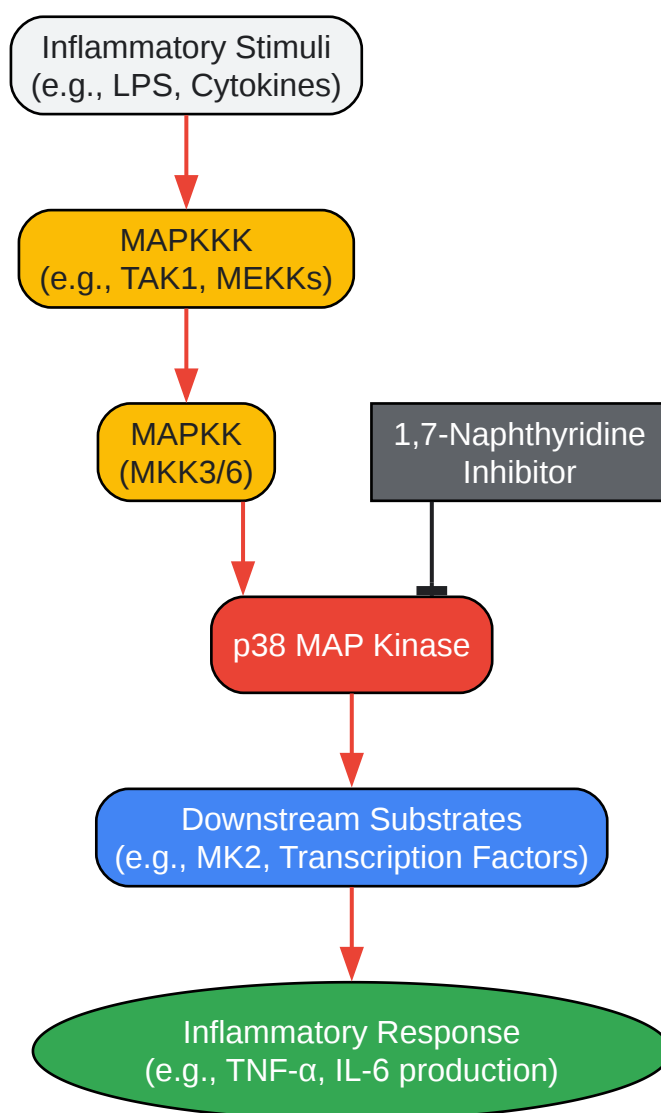 Inflammatory Stimuli
(e.g., LPS, Cytokines)
MAPKKK
(e.g., TAK1, MEKKs)
MAPKK
(MKK3/6)
1,7-Naphthyridine
Inhibitor
p38 MAP Kinase
Downstream Substrates
(e.g., MK2, Transcription Factors)
Inflammatory Response
(e.g., TNF-α, IL-6 production)